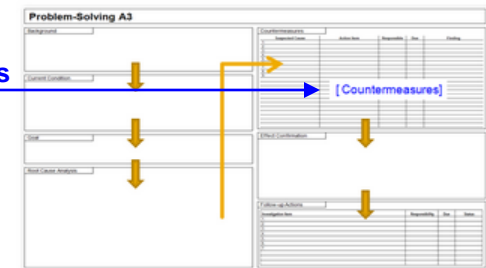 Problem-Solving A3
Background
Current Condition
Goal
Root Cause Analysis
s
Countermeasures
Suspected Cause Action Item Responsible Due Finding
[ Countermeasures]
Effect Confirmation
Follow-up Actions
Investigation Item Responsibility Due Status